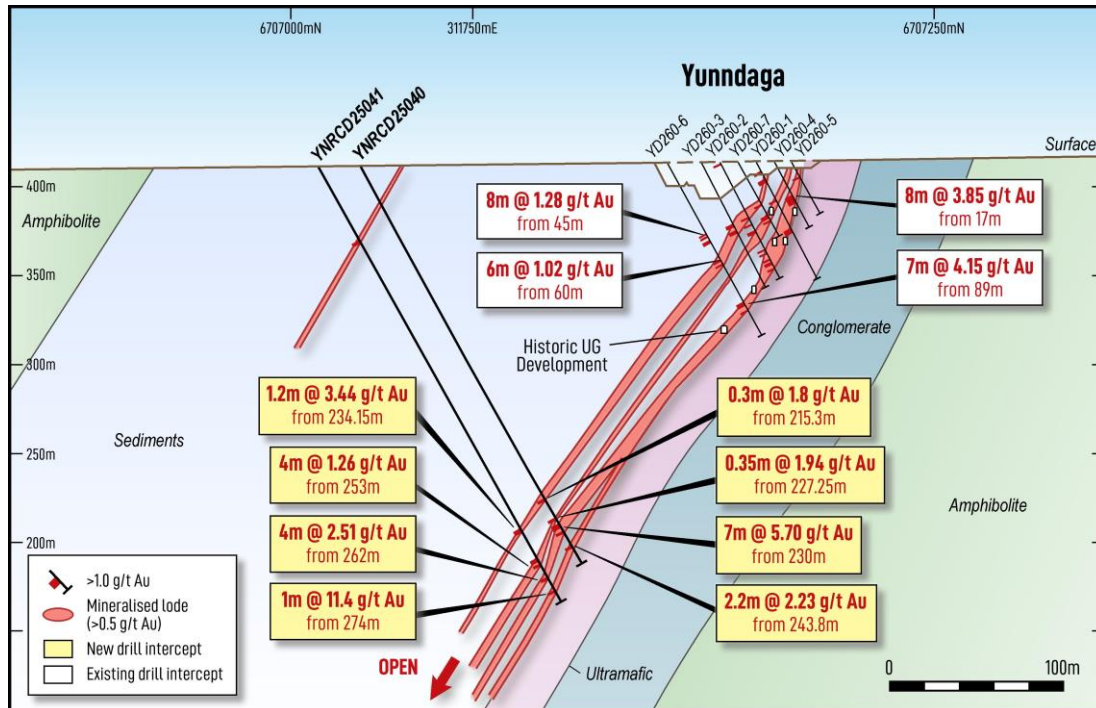 6707000mN
311750mE
6707250mN
Yunndaga
YNRCD25041
YNRCD25040
YD260-6
YD260-3
YD260-2
YD260-7
YD260-1
YD260-4
YD260-5
Surface
400m
350m
300m
250m
200m
Amphibolite
8m @ 1.28 g/t Au
from 45m
6m @ 1.02 g/t Au
from 60m
8m @ 3.85 g/t Au
from 17m
7m @ 4.15 g/t Au
from 89m
Historic UG
Development
Conglomerate
Sediments
1.2m @ 3.44 g/t Au
from 234.15m
4m @ 1.26 g/t Au
from 253m
4m @ 2.51 g/t Au
from 262m
1m @ 11.4 g/t Au
from 274m
0.3m @ 1.8 g/t Au
from 215.3m
0.35m @ 1.94 g/t Au
from 227.25m
7m @ 5.70 g/t Au
from 230m
2.2m @ 2.23 g/t Au
from 243.8m
Amphibolite
OPEN
Ultramafic
>1.0 g/t Au
Mineralised lode
(>0.5 g/t Au)
New drill intercept
Existing drill intercept
0
100m